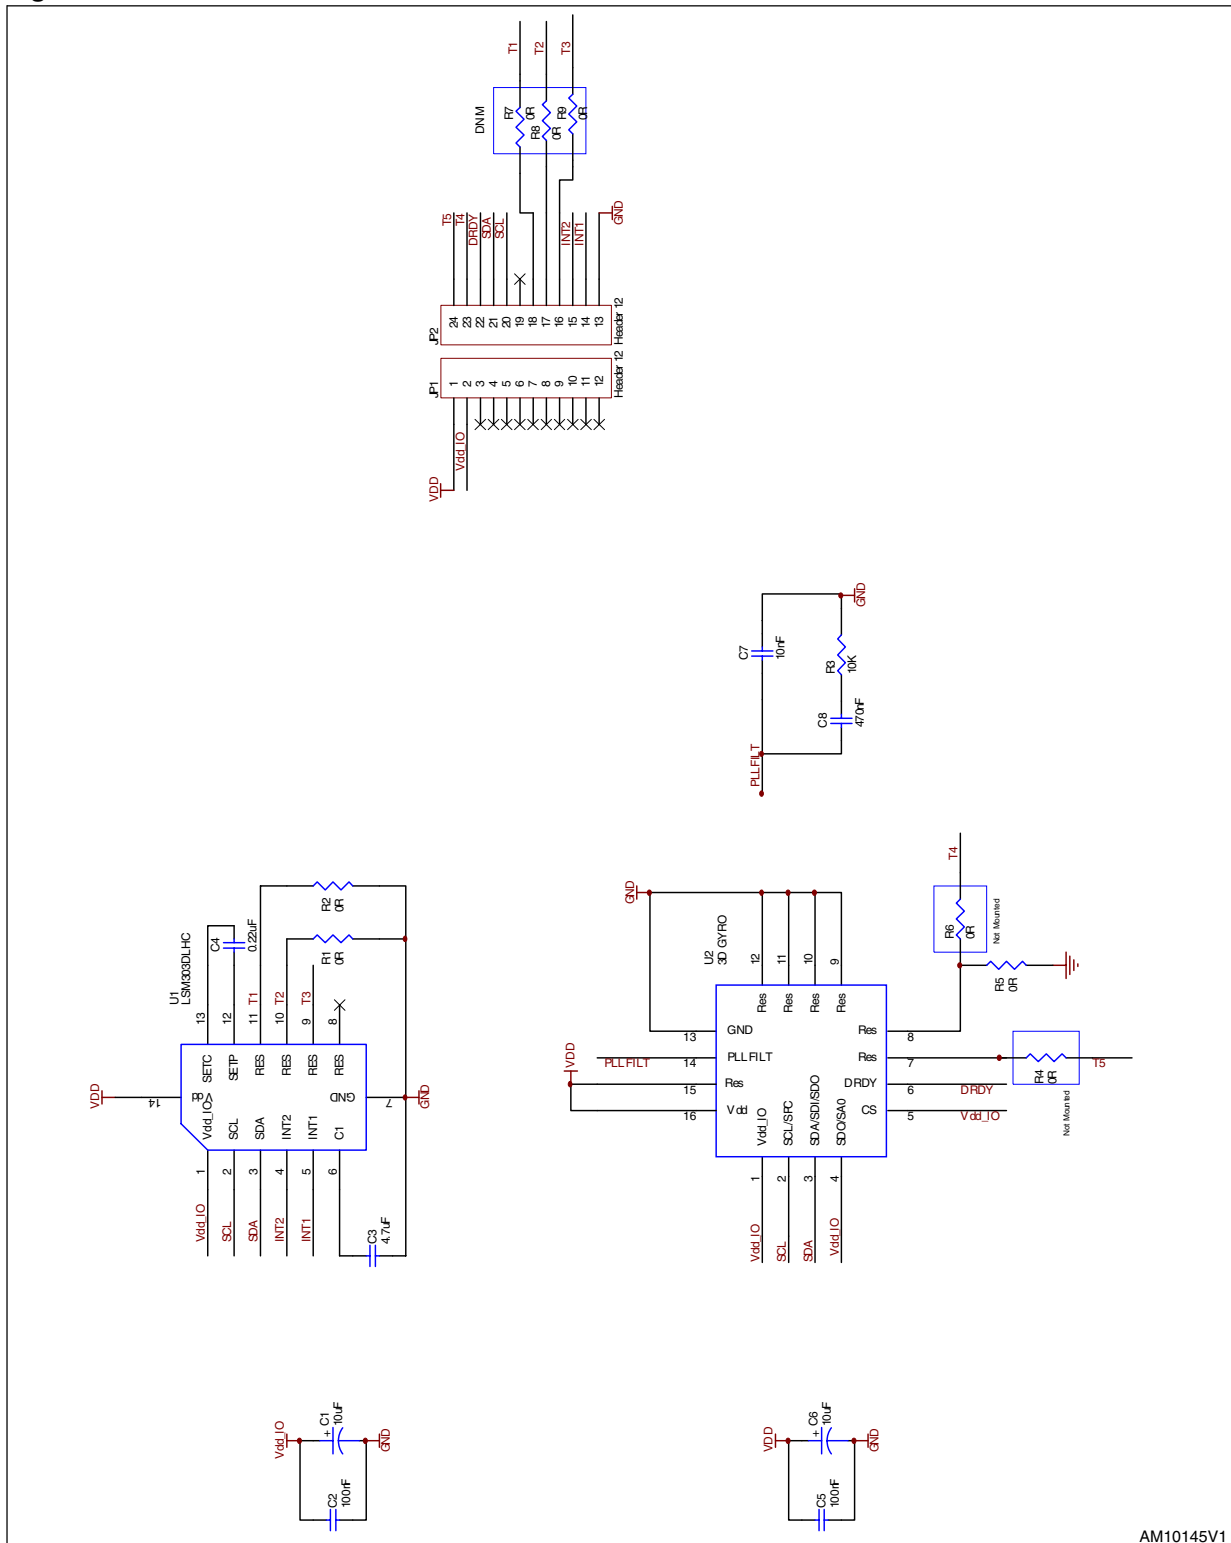 T1
T2
T3
DNM
R7
0R
R8
0R
R9
0R
T5
T4
DRDY
SDA
SCL
INT2
INT1
GND
JP2
24
23
22
21
20
19
18
17
16
15
14
13
Header 12
JP1
1
2
3
4
5
6
7
8
9
10
11
12
Header 12
VDD
Vdd_IO
GND
C7
10nF
R3
10K
C8
470nF
PLLFILT
U1
LSM303DLHC
C4
0.22uF
R2
0R
R1
0R
T1
T2
T3
13
12
11
10
9
8
SETC
SETP
RES
RES
RES
RES
VDD
14
Vdd
GND
7
GND
Vdd_IO
SCL
SDA
INT2
INT1
C1
1
2
3
4
5
6
Vdd_IO
SCL
SDA
INT2
INT1
C3
4.7uF
T4
R6
0R
Not Mounted
R5
0R
GND
U2
3D GYRO
12
11
10
9
Res
Res
Res
Res
13
GND
PLLFILT
14
PLLFILT
VDD
15
Res
16
Vdd
Res
8
Res
7
R4
0R
T5
Not Mounted
DRDY
6
DRDY
CS
5
Vdd_IO
Vdd_IO
SCL/SPC
SDA/SDI/SDO
SDO/SA0
1
2
3
4
Vdd_IO
SCL
SDA
Vdd_IO
Vdd_IO
C1
10uF
+
GND
C2
100nF
VDD
C6
10uF
+
GND
C5
100nF
AM10145V1